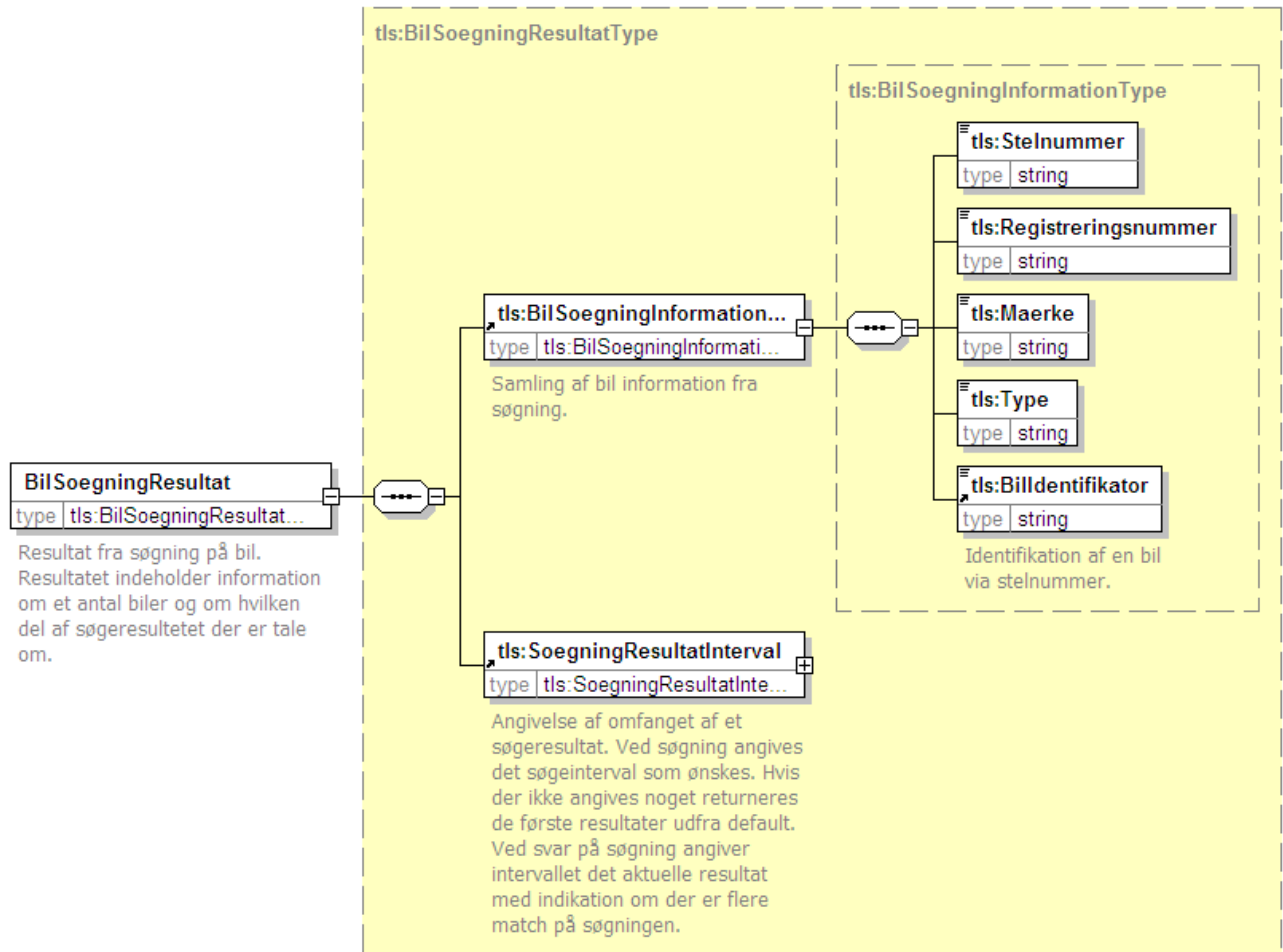 tls:BilSoegningResultatType
tls:BilSoegningInformationType
tls:Stelnummer
type string
tls:Registreringsnummer
type string
tls:BilSoegningInformation...
type tls:BilSoegningInformati...
Samling af bil information fra
søgning.
tls:Maerke
type string
tls:Type
type string
tls:BilIdentifikator
type string
Identifikation af en bil
via stelnummer.
BilSoegningResultat
type tls:BilSoegningResultat...
Resultat fra søgning på bil.
Resultatet indeholder information
om et antal biler og om hvilken
del af søgeresultetet der er tale
om.
tls:SoegningResultatInterval
type tls:SoegningResultatInte...
Angivelse af omfanget af et
søgeresultat. Ved søgning angives
det søgeinterval som ønskes. Hvis
der ikke angives noget returneres
de første resultater udfra default.
Ved svar på søgning angiver
intervallet det aktuelle resultat
med indikation om der er flere
match på søgningen.